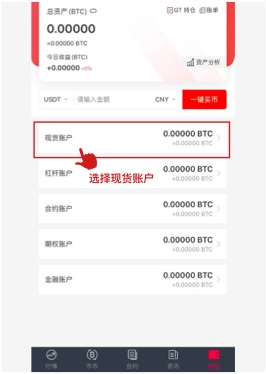 总资产 (BTC)
GT 持仓
账单
0.00000
≈0.00000 BTC
今日收益(BTC)
+0.00000 +0%
资产分析
USDT
请输入金额
CNY
一键买币
现货账户
0.00000 BTC
≈0.00000 BTC
选择现货账户
杠杆账户
0.00000 BTC
≈0.00000 BTC
合约账户
0.00000 BTC
≈0.00000 BTC
期权账户
0.00000 BTC
≈0.00000 BTC
金融账户
0.00000 BTC
≈0.00000 BTC
行情
币币
合约
资讯